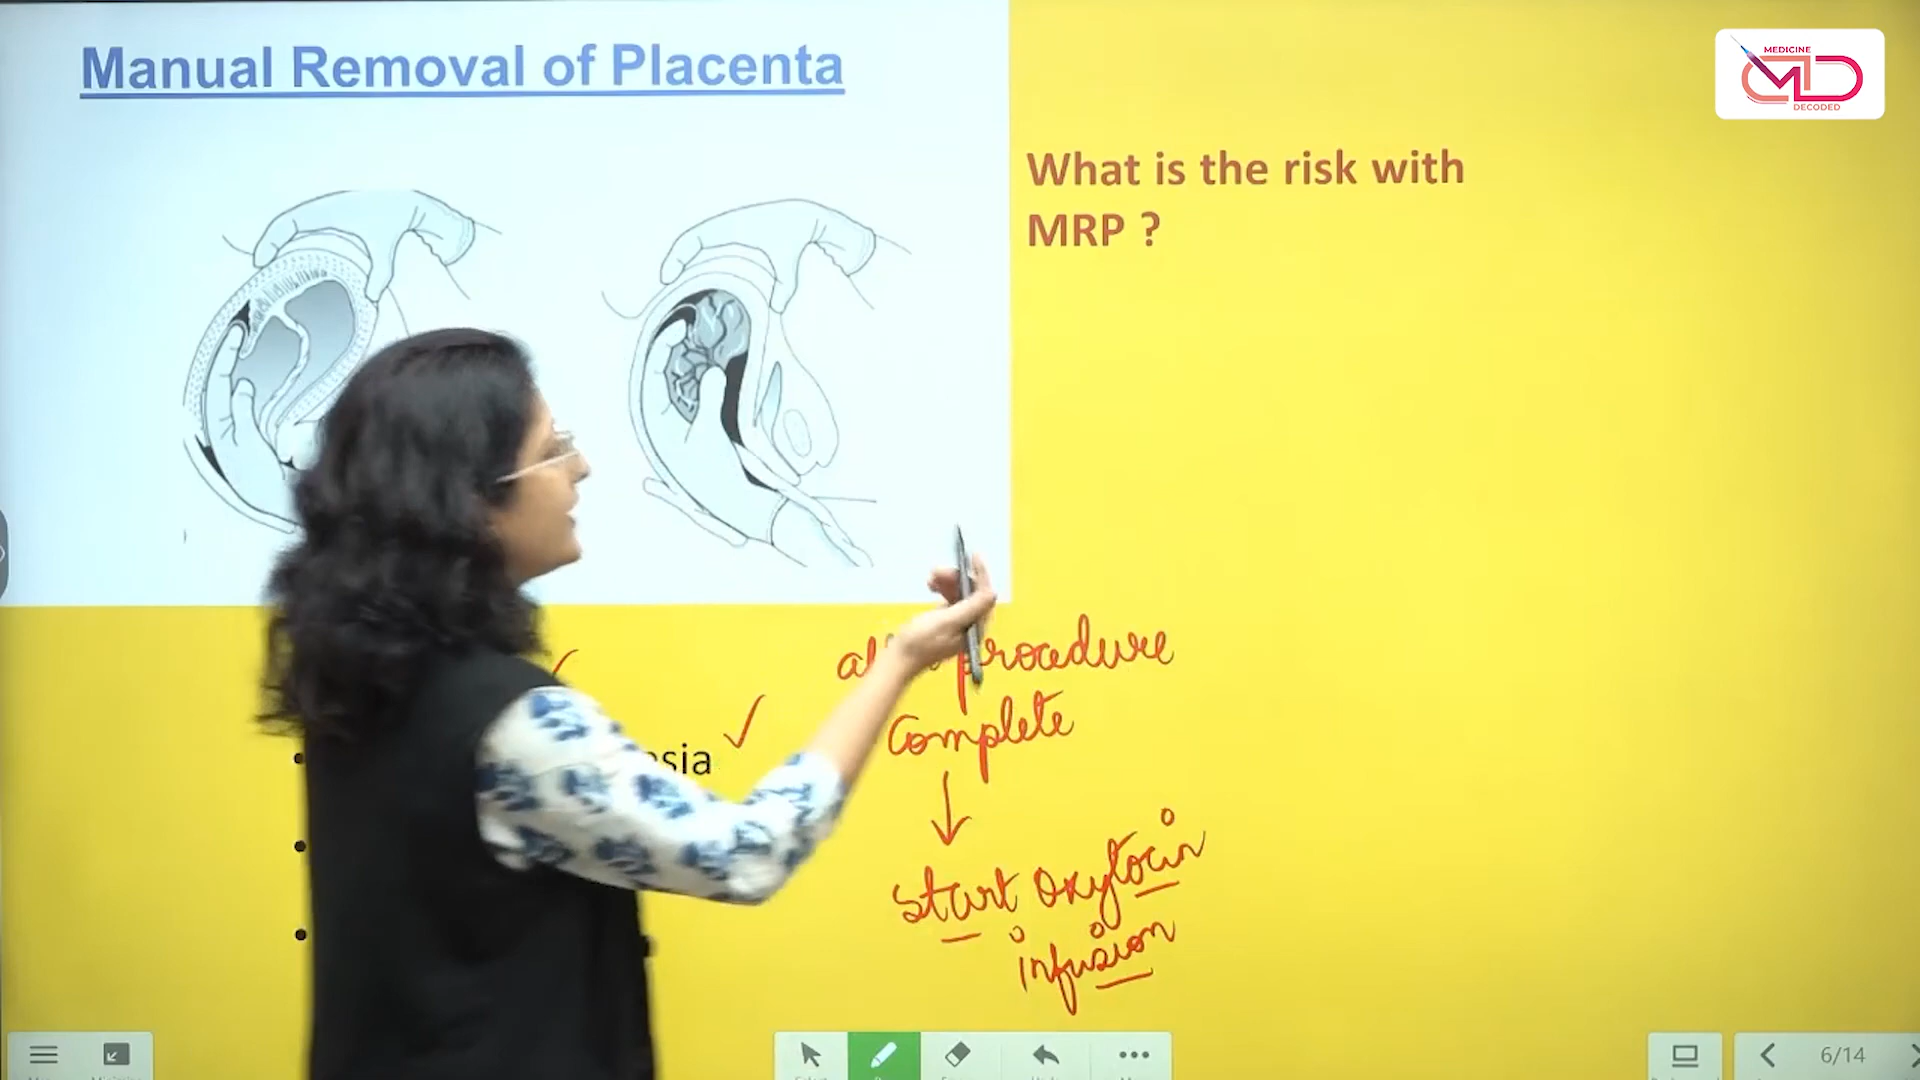 Manual Removal of Placenta
MEDICINE
MD
DECODED
What is the risk with
MRP ?
procedure
complete
start oxytocin
infusion
6/14